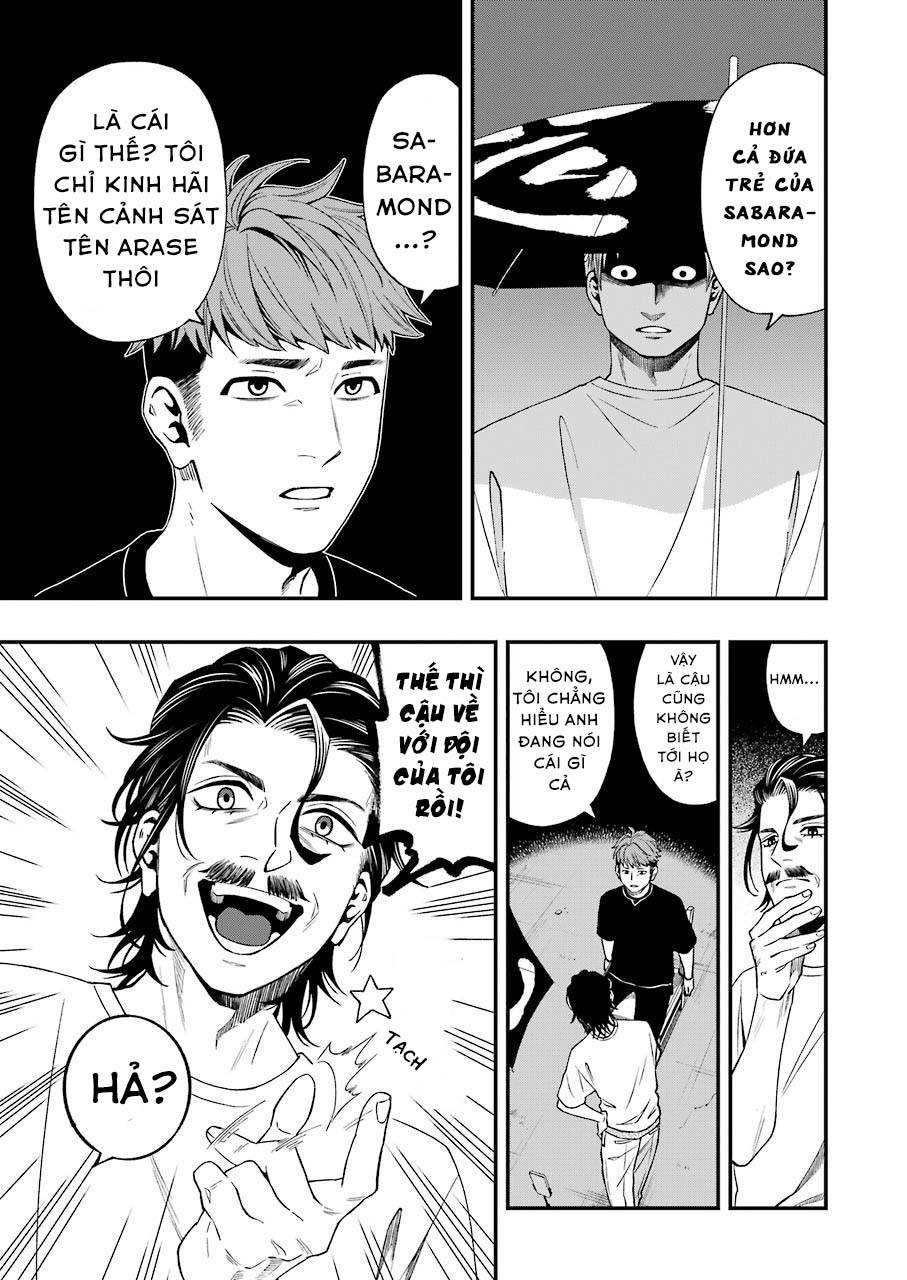 HƠN
CẢ ĐỨA
TRẺ CỦA
SABARA-
MOND
SAO?
SA-
BARA-
MOND
...?
LÀ CÁI
GÌ THẾ? TÔI
CHỈ KINH HÃI
TÊN CẢNH SÁT
TÊN ARASE
THÔI
HMM...
VẬY
LÀ CẬU
CŨNG
KHÔNG
BIẾT
TỚI HỌ
Ã?
KHÔNG,
TÔI CHẲNG
HIỂU ANH
ĐANG NÓI
CÁI GÌ
CẢ
THẾ THÌ
CẬU VỀ
VỚI ĐỘI
CỦA TÔI
RỒI!
TẠCH
HẢ?